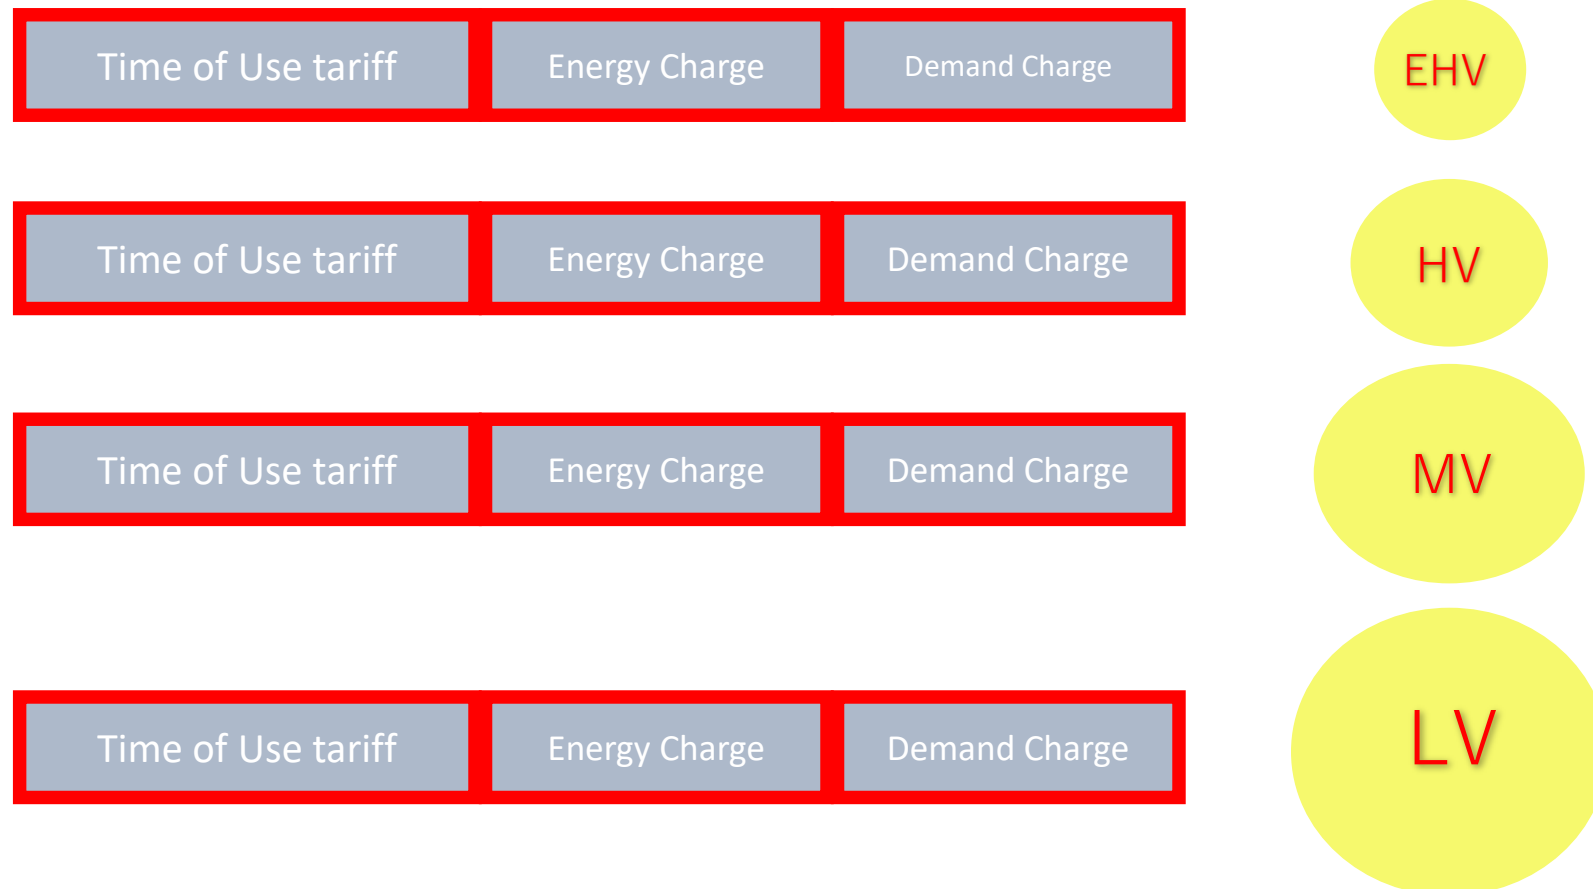 Time of Use tariff Energy Charge Demand Charge EHV
Time of Use tariff Energy Charge Demand Charge HV
Time of Use tariff Energy Charge Demand Charge MV
Time of Use tariff Energy Charge Demand Charge LV